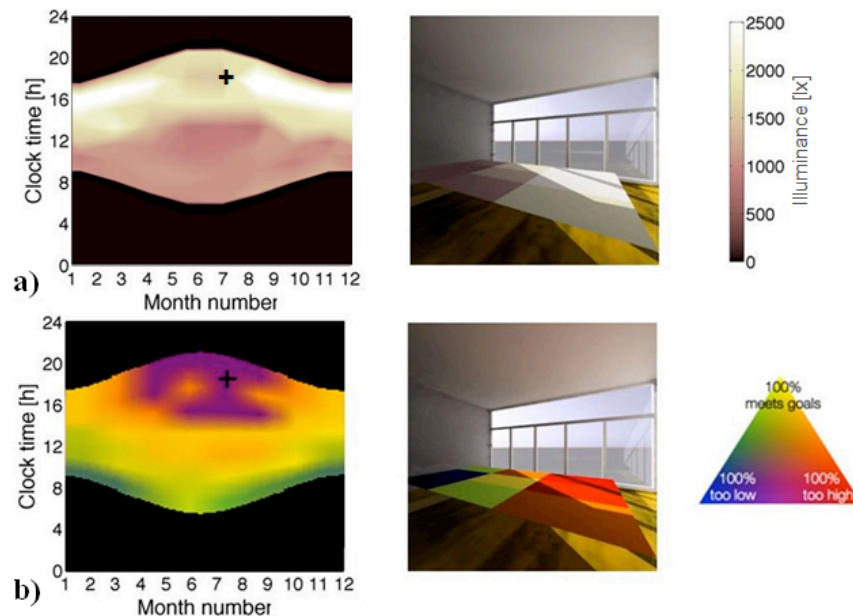 24
20
16
12
8
4
0
Clock time [h]
1 2 3 4 5 6 7 8 9 10 11 12
Month number
a)
2500
2000
1500
1000
500
0
Illuminance [lx]
24
20
16
12
8
4
0
Clock time [h]
1 2 3 4 5 6 7 8 9 10 11 12
Month number
b)
100%
meets goals
100%
too low
100%
too high